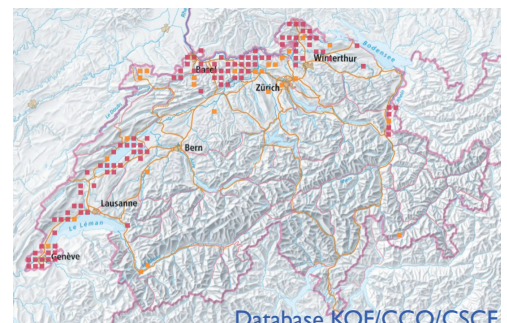 Bodensee
Basel
Winterthur
Zürich
Bern
Lausanne
Le Léman
Genève
Database KOF/CCO/CSCF